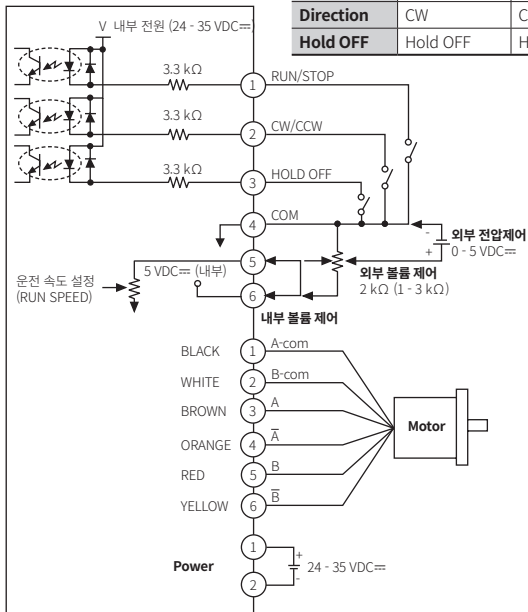 V 내부 전원 (24 - 35 VDC⎓)
Direction CW C
Hold OFF Hold OFF H
3.3 kΩ
1 RUN/STOP
3.3 kΩ
2 CW/CCW
3.3 kΩ
3 HOLD OFF
4 COM
- 외부 전압제어
+ 0 - 5 VDC⎓
5
5 VDC⎓ (내부)
운전 속도 설정
(RUN SPEED)
외부 볼륨 제어
2 kΩ (1 - 3 kΩ)
6
내부 볼륨 제어
BLACK 1 A-com
WHITE 2 B-com
BROWN 3 A
ORANGE 4 A̅
RED 5 B
YELLOW 6 B̅
Motor
Power
1 +
24 - 35 VDC⎓
2 -